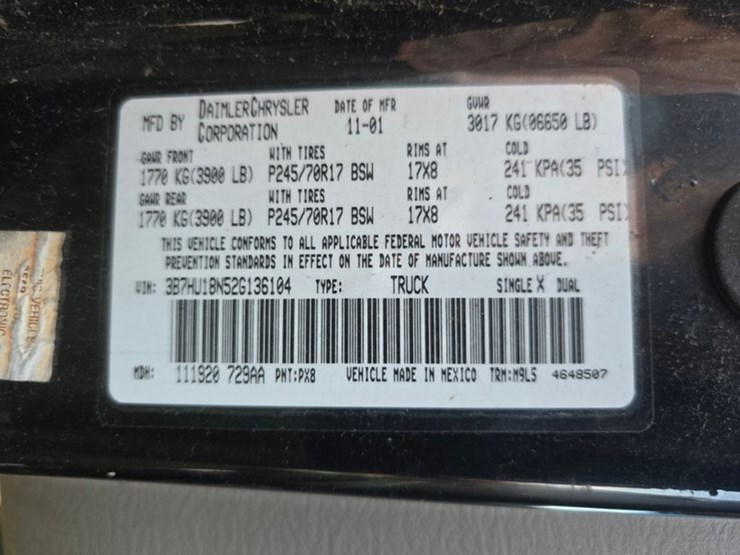 MFD BY DAIMLERCHRYSLER CORPORATION DATE OF MFR 11-01 GVWR 3017 KG(06650 LB)
GAWR FRONT WITH TIRES RIMS AT COLD
1770 KG(3900 LB) P245/70R17 BSW 17X8 241 KPA(35 PSI)
GAWR REAR WITH TIRES RIMS AT COLD
1770 KG(3900 LB) P245/70R17 BSW 17X8 241 KPA(35 PSI)
THIS VEHICLE CONFORMS TO ALL APPLICABLE FEDERAL MOTOR VEHICLE SAFETY AND THEFT
PREVENTION STANDARDS IN EFFECT ON THE DATE OF MANUFACTURE SHOWN ABOVE.
VIN: 3B7HU18N52G136104 TYPE: TRUCK SINGLE X DUAL
MDH: 111920 729AA PNT:PX8 VEHICLE MADE IN MEXICO TRM:M9L5 4648507
VEHICLE
ELECTRONIC